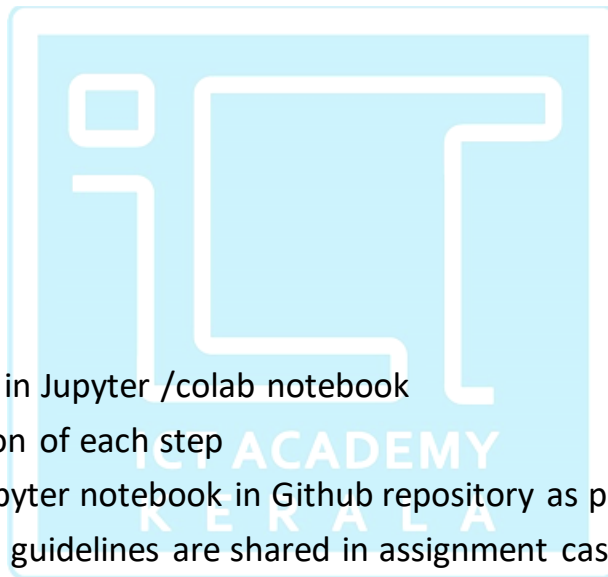 in Jupyter /colab notebook
on of each step
ICT ACADEMY
pyter notebook in Github repository as p
KERALA
guidelines are shared in assignment cas